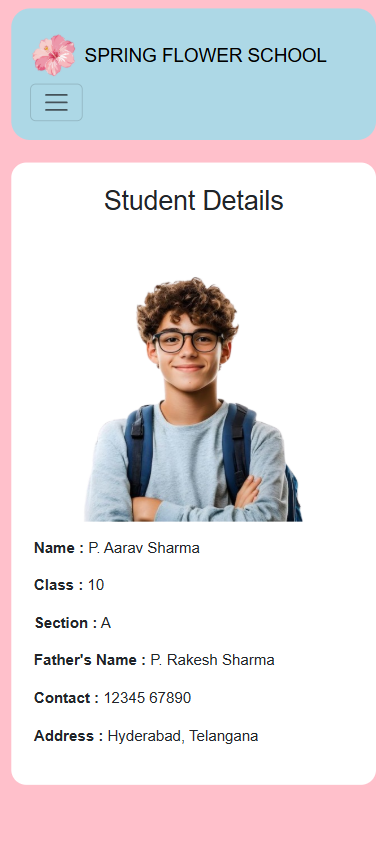 SPRING FLOWER SCHOOL
Student Details
Name : P. Aarav Sharma
Class : 10
Section : A
Father's Name : P. Rakesh Sharma
Contact : 12345 67890
Address : Hyderabad, Telangana